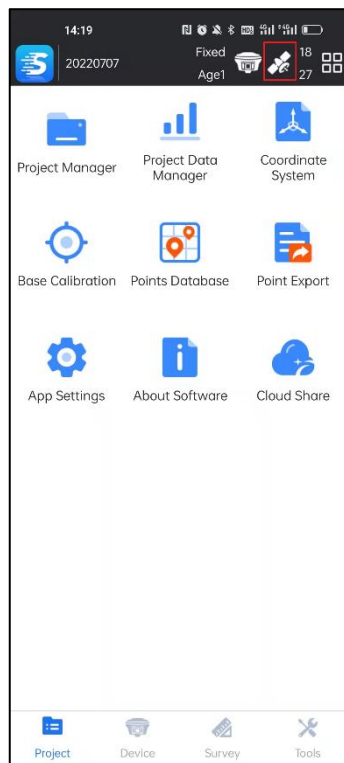 14:19
Fixed 18
20220707
Age1 27
Project Manager
Project Data
Manager
Coordinate
System
Base Calibration
Points Database
Point Export
App Settings
About Software
Cloud Share
Project
Device
Survey
Tools